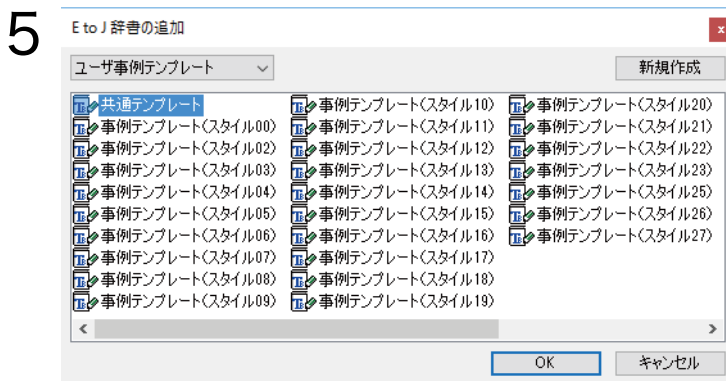 5
E to J 辞書の追加
x
ユーザ事例テンプレート
新規作成
共通テンプレート
事例テンプレート(スタイル00)
事例テンプレート(スタイル02)
事例テンプレート(スタイル03)
事例テンプレート(スタイル04)
事例テンプレート(スタイル05)
事例テンプレート(スタイル06)
事例テンプレート(スタイル07)
事例テンプレート(スタイル08)
事例テンプレート(スタイル09)
事例テンプレート(スタイル10)
事例テンプレート(スタイル11)
事例テンプレート(スタイル12)
事例テンプレート(スタイル13)
事例テンプレート(スタイル14)
事例テンプレート(スタイル15)
事例テンプレート(スタイル16)
事例テンプレート(スタイル17)
事例テンプレート(スタイル18)
事例テンプレート(スタイル19)
事例テンプレート(スタイル20)
事例テンプレート(スタイル21)
事例テンプレート(スタイル22)
事例テンプレート(スタイル23)
事例テンプレート(スタイル25)
事例テンプレート(スタイル26)
事例テンプレート(スタイル27)
OK
キャンセル